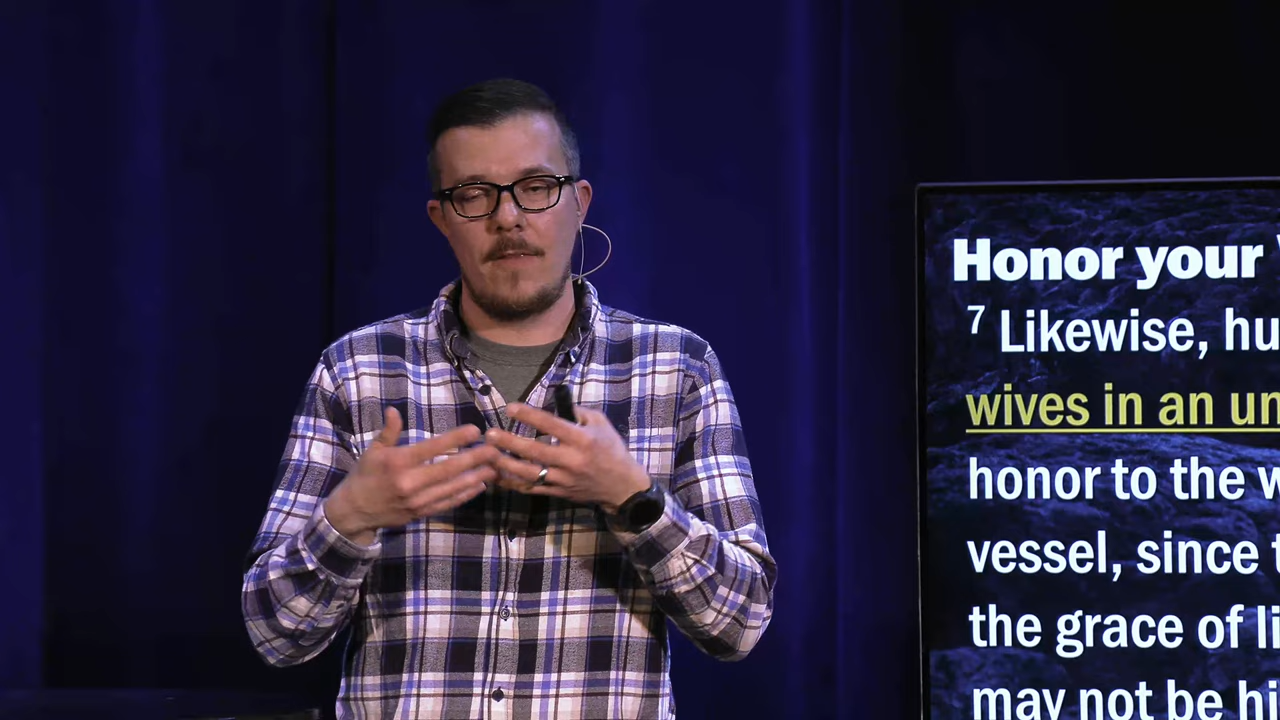 Honor your
7 Likewise, hu
wives in an un
honor to the w
vessel, since t
the grace of li
may not be hi